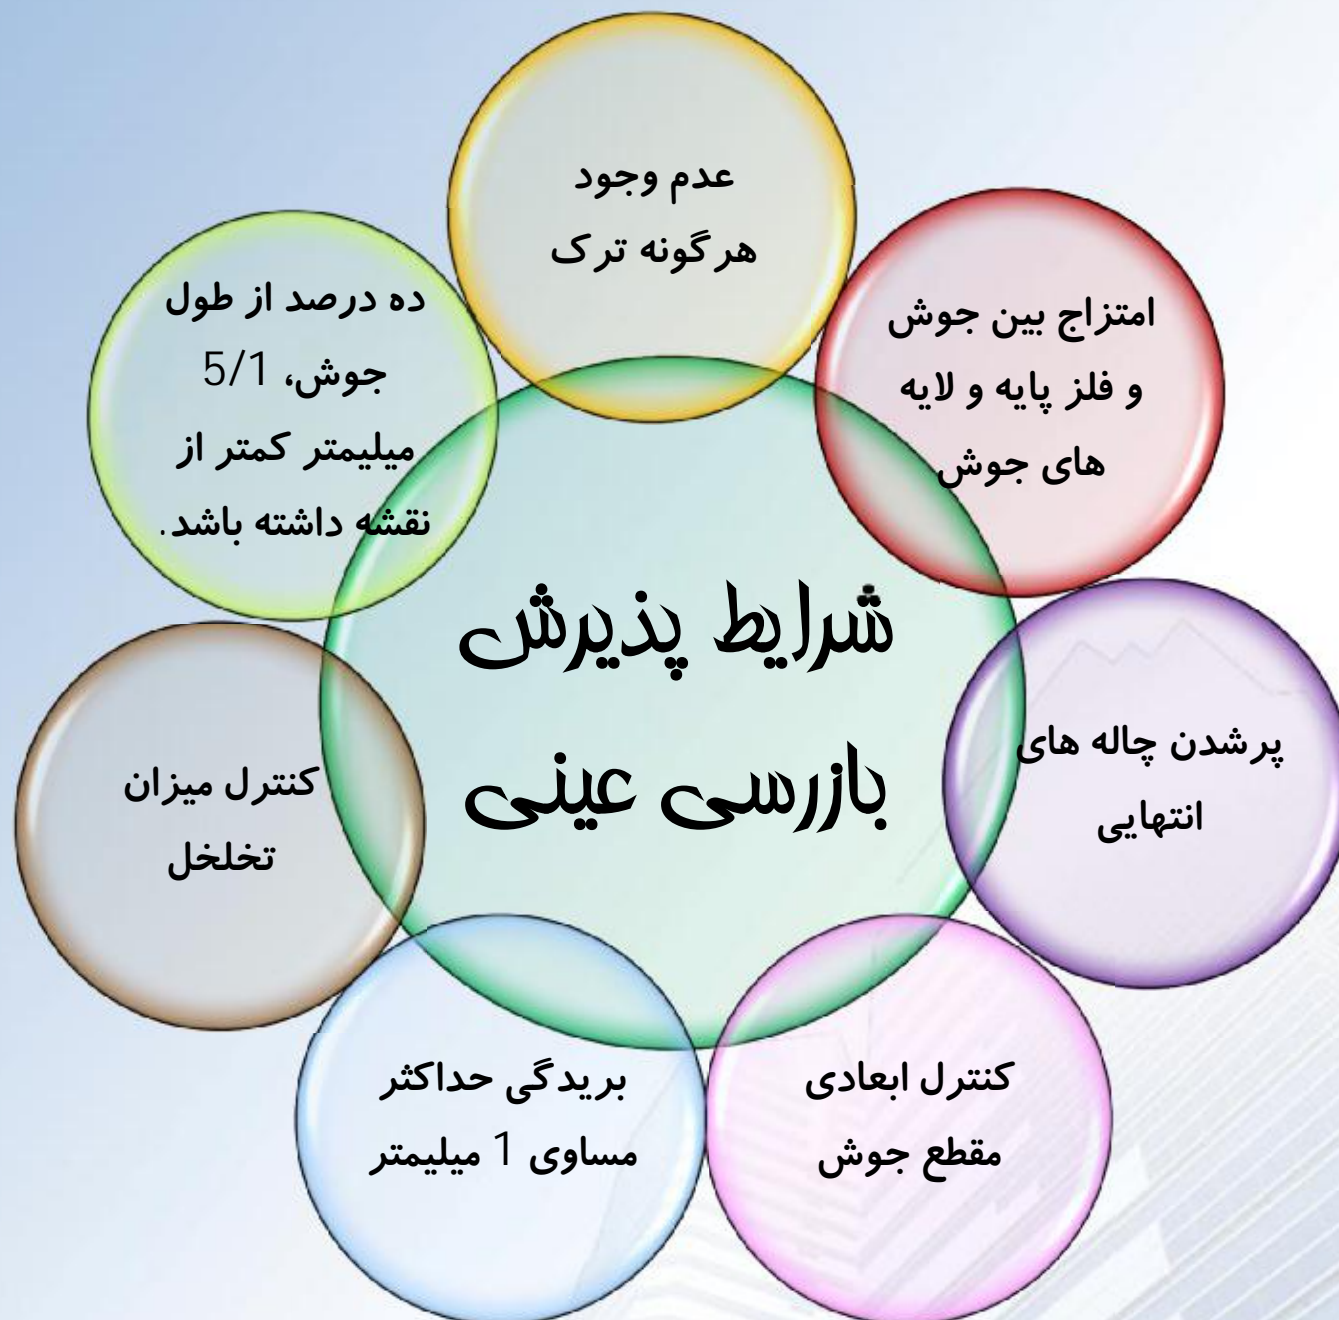 شرایط پذیرش
بازرسی عینی
عدم وجود
هرگونه ترک
امتزاج بین جوش
و فلز پایه و لایه
های جوش
پرشدن چاله های
انتهایی
کنترل ابعادی
مقطع جوش
بریدگی حداکثر
مساوی 1 میلیمتر
کنترل میزان
تخلخل
ده درصد از طول
جوش، 5/1
میلیمتر کمتر از
نقشه داشته باشد.